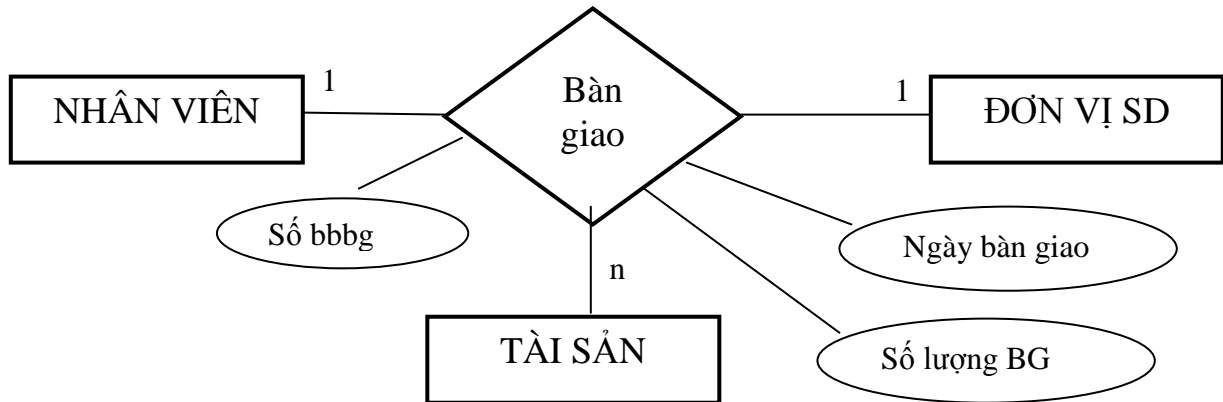 1
1
NHÂN VIÊN
Bàn
giao
ĐƠN VỊ SD
Số bbbg
Ngày bàn giao
n
TÀI SẢN
Số lượng BG